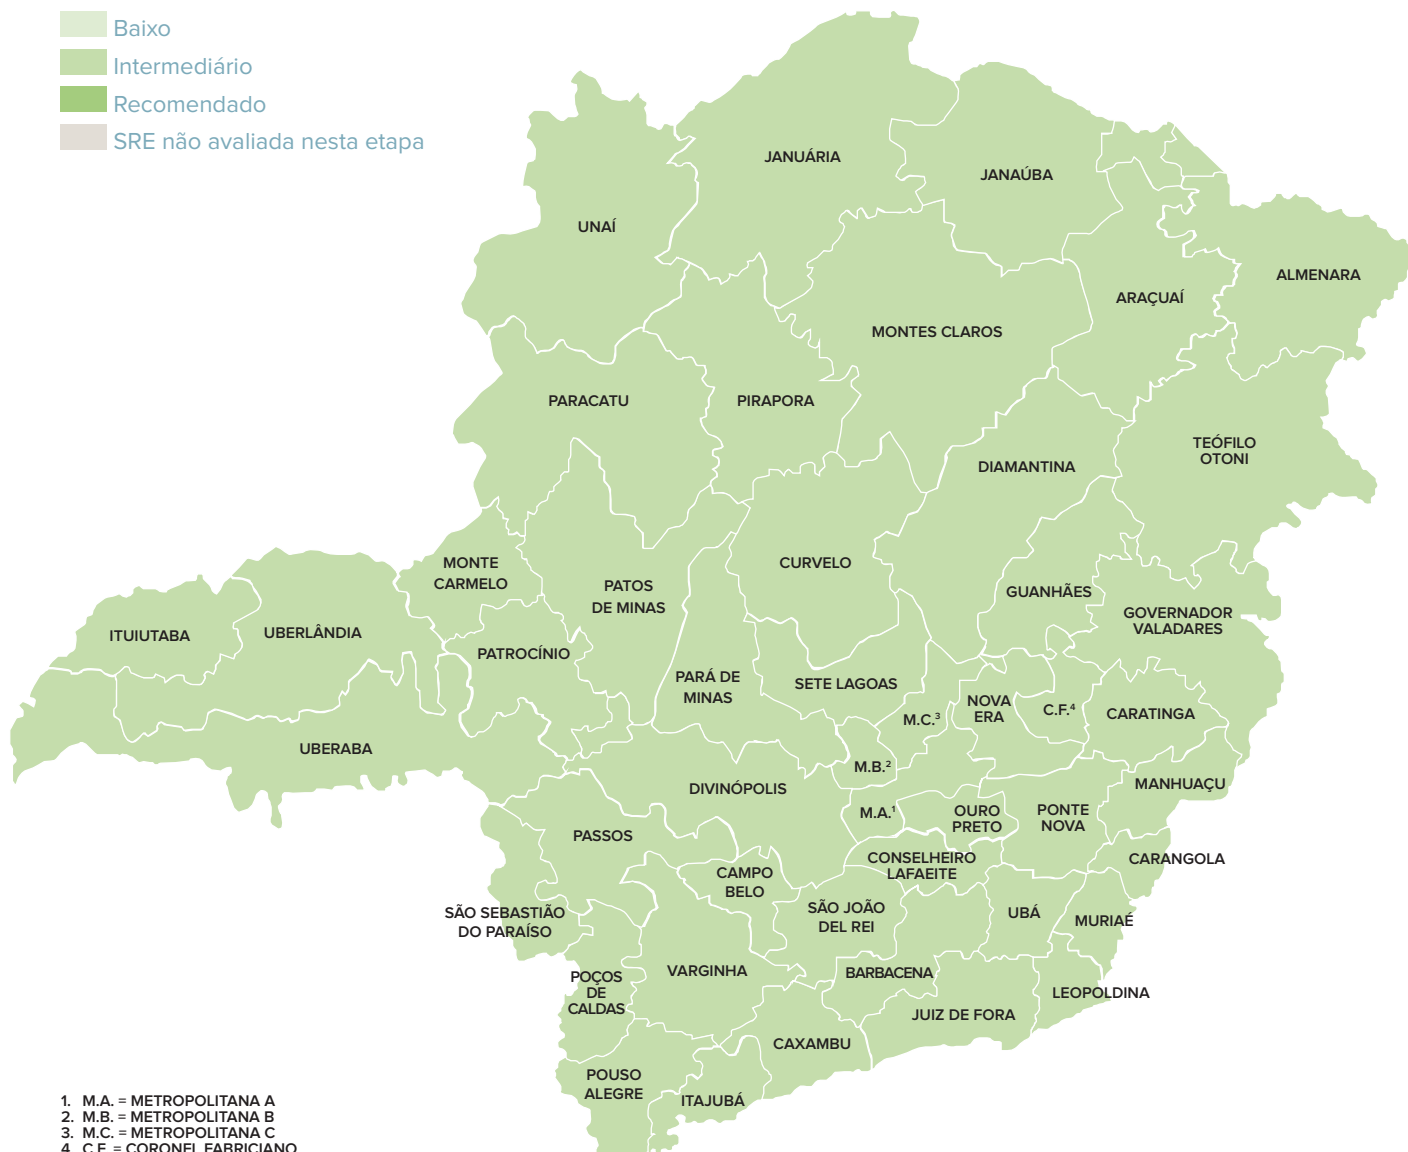 Baixo
Intermediário
Recomendado
SRE não avaliada nesta etapa
JANUÁRIA
JANAÚBA
UNAÍ
ALMENARA
ARAÇUAÍ
MONTES CLAROS
PARACATU
PIRAPORA
TEÓFILO
OTONI
DIAMANTINA
MONTE
CARMELO
CURVELO
PATOS
DE MINAS
GUANHÃES
GOVERNADOR
VALADARES
ITUIUTABA
UBERLÂNDIA
PATROCÍNIO
PARÁ DE
MINAS
SETE LAGOAS
M.C.³
NOVA
ERA
C.F.⁴
CARATINGA
UBERABA
M.B.²
DIVINÓPOLIS
MANHUAÇU
M.A.¹
OURO
PRETO
PONTE
NOVA
PASSOS
CONSELHEIRO
LAFAEITE
CARANGOLA
CAMPO
BELO
SÃO SEBASTIÃO
DO PARAÍSO
SÃO JOÃO
DEL REI
UBÁ
MURIAÉ
VARGINHA
BARBACENA
POÇOS
DE
CALDAS
LEOPOLDINA
JUIZ DE FORA
CAXAMBU
POUSO
ALEGRE
ITAJUBÁ
1. M.A. = METROPOLITANA A
2. M.B. = METROPOLITANA B
3. M.C. = METROPOLITANA C
4. C.F. = CORONEL FABRICIANO